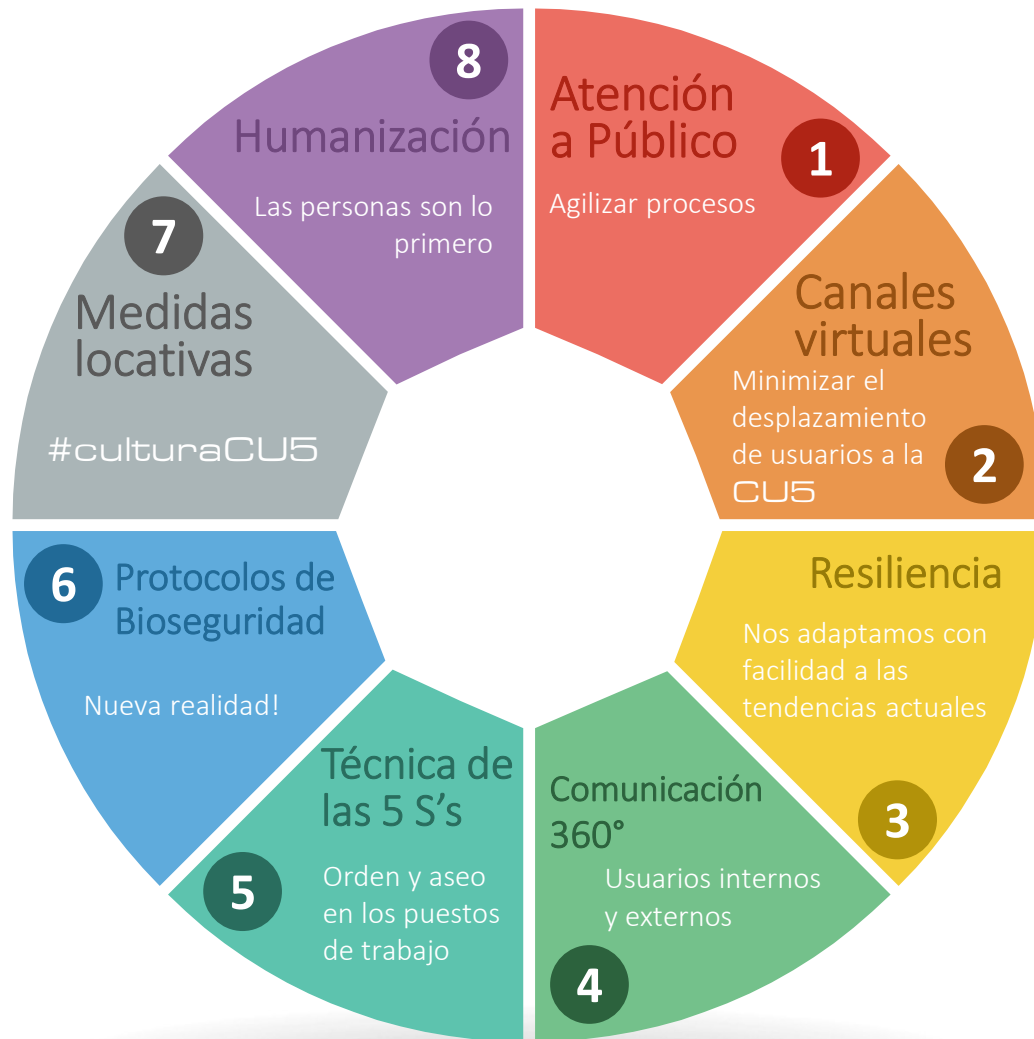 1
Atención
a Público
Agilizar procesos
2
Canales
virtuales
Minimizar el
desplazamiento
de usuarios a la
CU5
3
Resiliencia
Nos adaptamos con
facilidad a las
tendencias actuales
4
Comunicación
360°
Usuarios internos
y externos
5
Técnica de
las 5 S's
Orden y aseo
en los puestos
de trabajo
6
Protocolos de
Bioseguridad
Nueva realidad!
7
Medidas
locativas
#culturaCU5
8
Humanización
Las personas son lo
primero